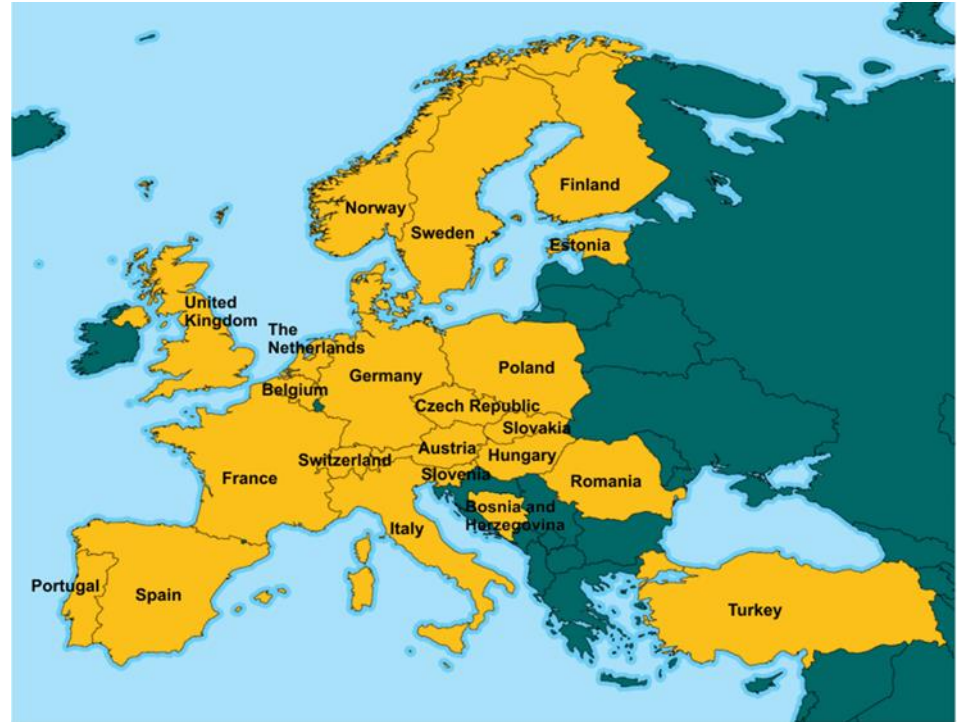 Finland
Norway
Sweden
Estonia
United
Kingdom
The
Netherlands
Poland
Germany
Belgium
Czech Republic
Slovakia
Austria
Hungary
Switzerland
Slovenia
France
Romania
Bosnia and
Herzegovina
Italy
Portugal
Spain
Turkey